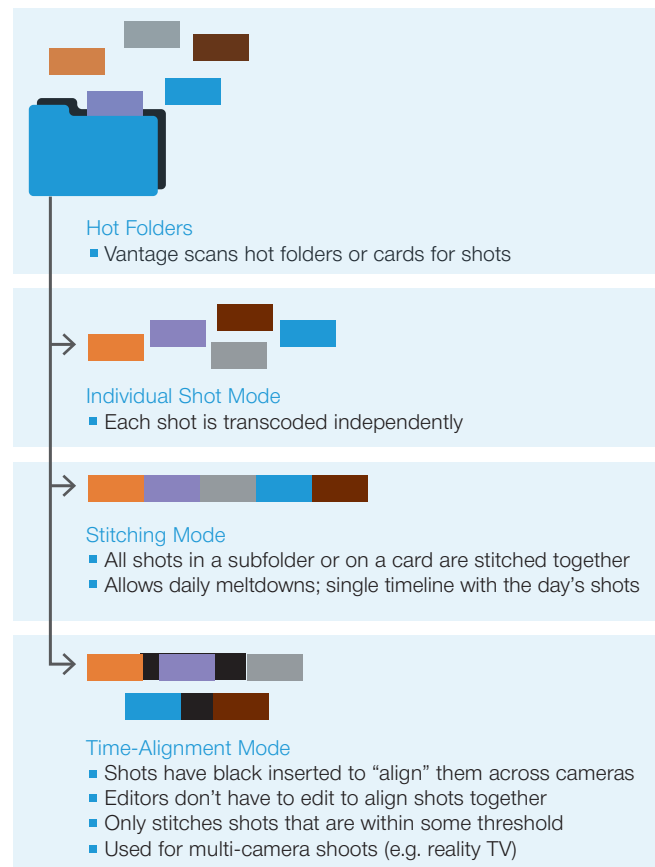 Hot Folders
■ Vantage scans hot folders or cards for shots
Individual Shot Mode
■ Each shot is transcoded independently
Stitching Mode
■ All shots in a subfolder or on a card are stitched together
■ Allows daily meltdowns; single timeline with the day’s shots
Time-Alignment Mode
■ Shots have black inserted to “align” them across cameras
■ Editors don’t have to edit to align shots together
■ Only stitches shots that are within some threshold
■ Used for multi-camera shoots (e.g. reality TV)